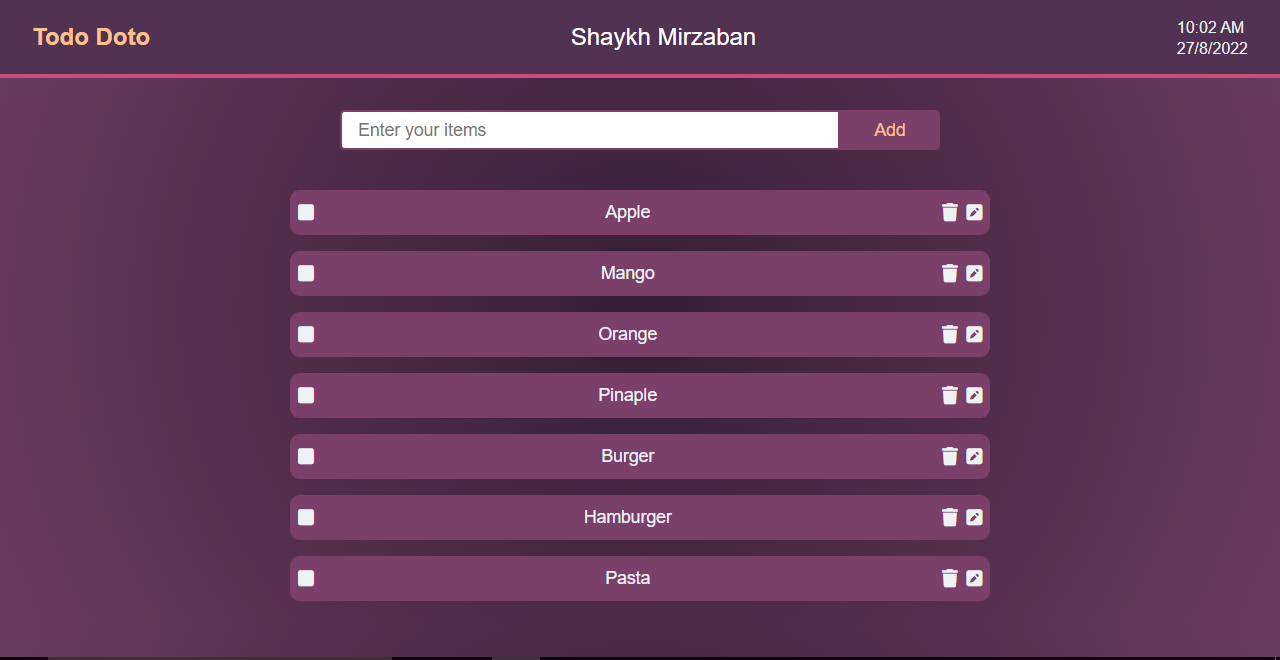 Todo Doto
Shaykh Mirzaban
10:02 AM
27/8/2022
Enter your items
Add
Apple
Mango
Orange
Pinaple
Burger
Hamburger
Pasta